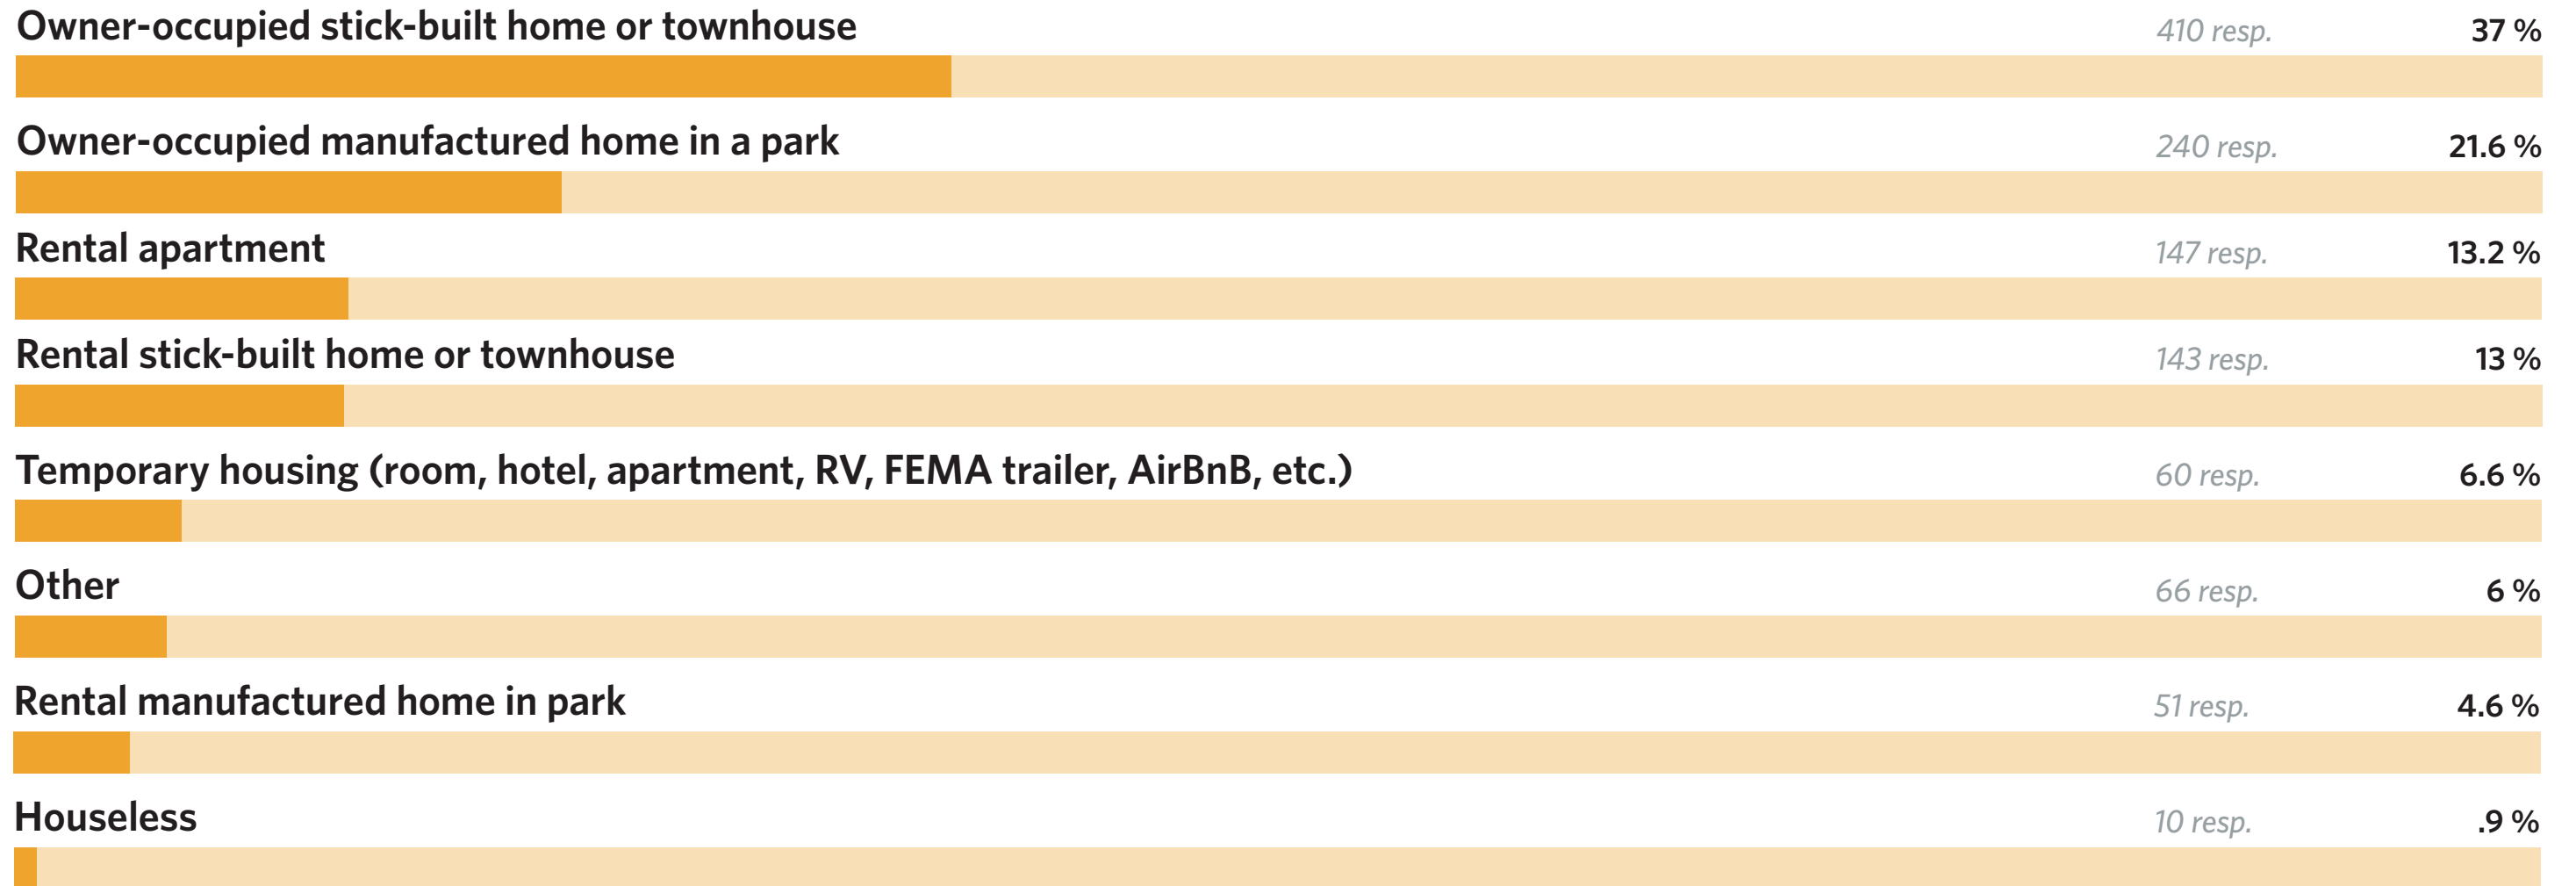 Owner-occupied stick-built home or townhouse 410 resp. 37 %
Owner-occupied manufactured home in a park 240 resp. 21.6 %
Rental apartment 147 resp. 13.2 %
Rental stick-built home or townhouse 143 resp. 13 %
Temporary housing (room, hotel, apartment, RV, FEMA trailer, AirBnB, etc.) 60 resp. 6.6 %
Other 66 resp. 6 %
Rental manufactured home in park 51 resp. 4.6 %
Houseless 10 resp. .9 %